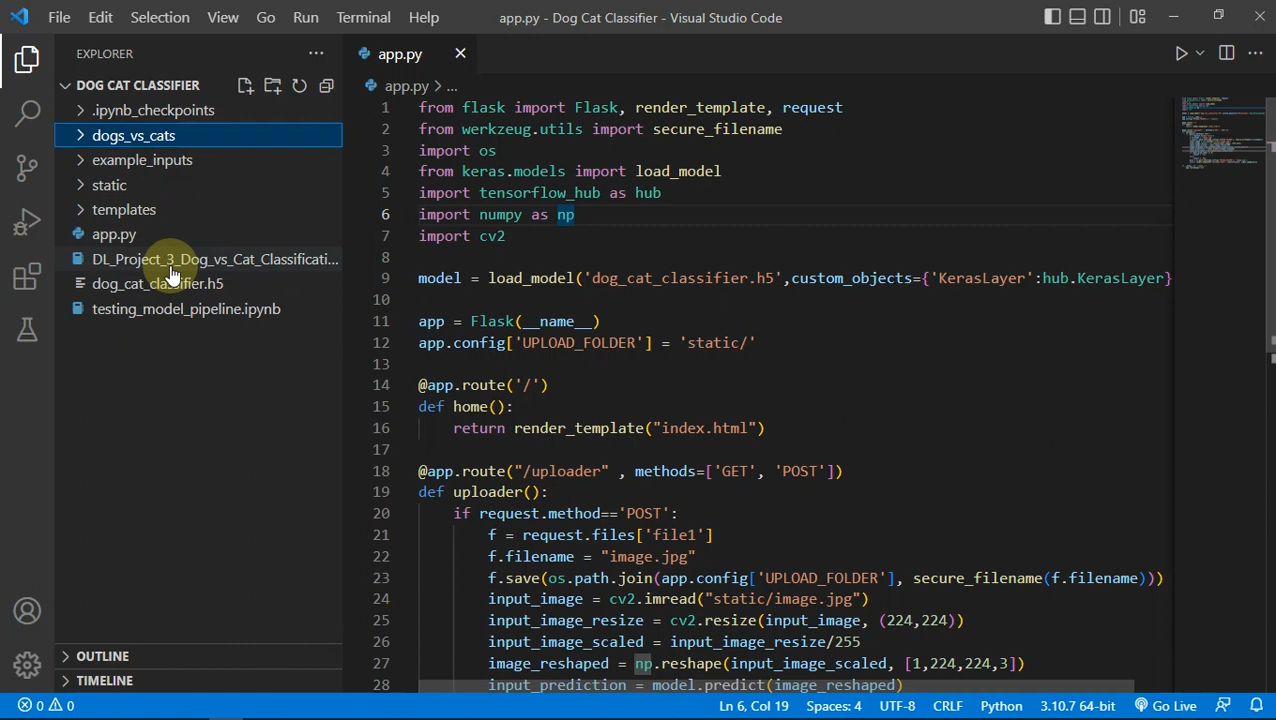 File Edit Selection View Go Run Terminal Help app.py - Dog Cat Classifier - Visual Studio Code
EXPLORER
DOG CAT CLASSIFIER
.ipynb_checkpoints
dogs_vs_cats
example_inputs
static
templates
app.py
DL_Project_3_Dog_vs_Cat_Classificati...
dog_cat_classifier.h5
testing_model_pipeline.ipynb
OUTLINE
TIMELINE
app.py
app.py > ...
1 from flask import Flask, render_template, request
2 from werkzeug.utils import secure_filename
3 import os
4 from keras.models import load_model
5 import tensorflow_hub as hub
6 import numpy as np
7 import cv2
8
9 model = load_model('dog_cat_classifier.h5',custom_objects={'KerasLayer':hub.KerasLayer}
10
11 app = Flask(__name__)
12 app.config['UPLOAD_FOLDER'] = 'static/'
13
14 @app.route('/')
15 def home():
16 return render_template("index.html")
17
18 @app.route("/uploader" , methods=['GET', 'POST'])
19 def uploader():
20 if request.method=='POST':
21 f = request.files['file1']
22 f.filename = "image.jpg"
23 f.save(os.path.join(app.config['UPLOAD_FOLDER'], secure_filename(f.filename)))
24 input_image = cv2.imread("static/image.jpg")
25 input_image_resize = cv2.resize(input_image, (224,224))
26 input_image_scaled = input_image_resize/255
27 image_reshaped = np.reshape(input_image_scaled, [1,224,224,3])
28 input_prediction = model.predict(image_reshaped)
0 0 Ln 6, Col 19 Spaces: 4 UTF-8 CRLF Python 3.10.7 64-bit Go Live